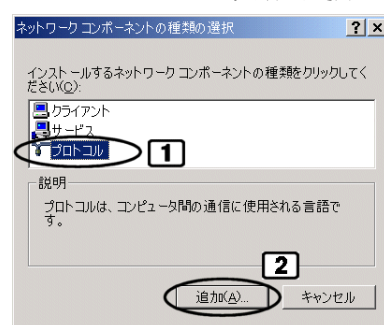 ネットワーク コンポーネントの種類の選択
? ×
インストールするネットワーク コンポーネントの種類をクリックしてく
ださい(C):
クライアント
サービス
プロトコル
1
説明
プロトコルは、コンピュータ間の通信に使用される言語で
す。
2
追加(A)...
キャンセル